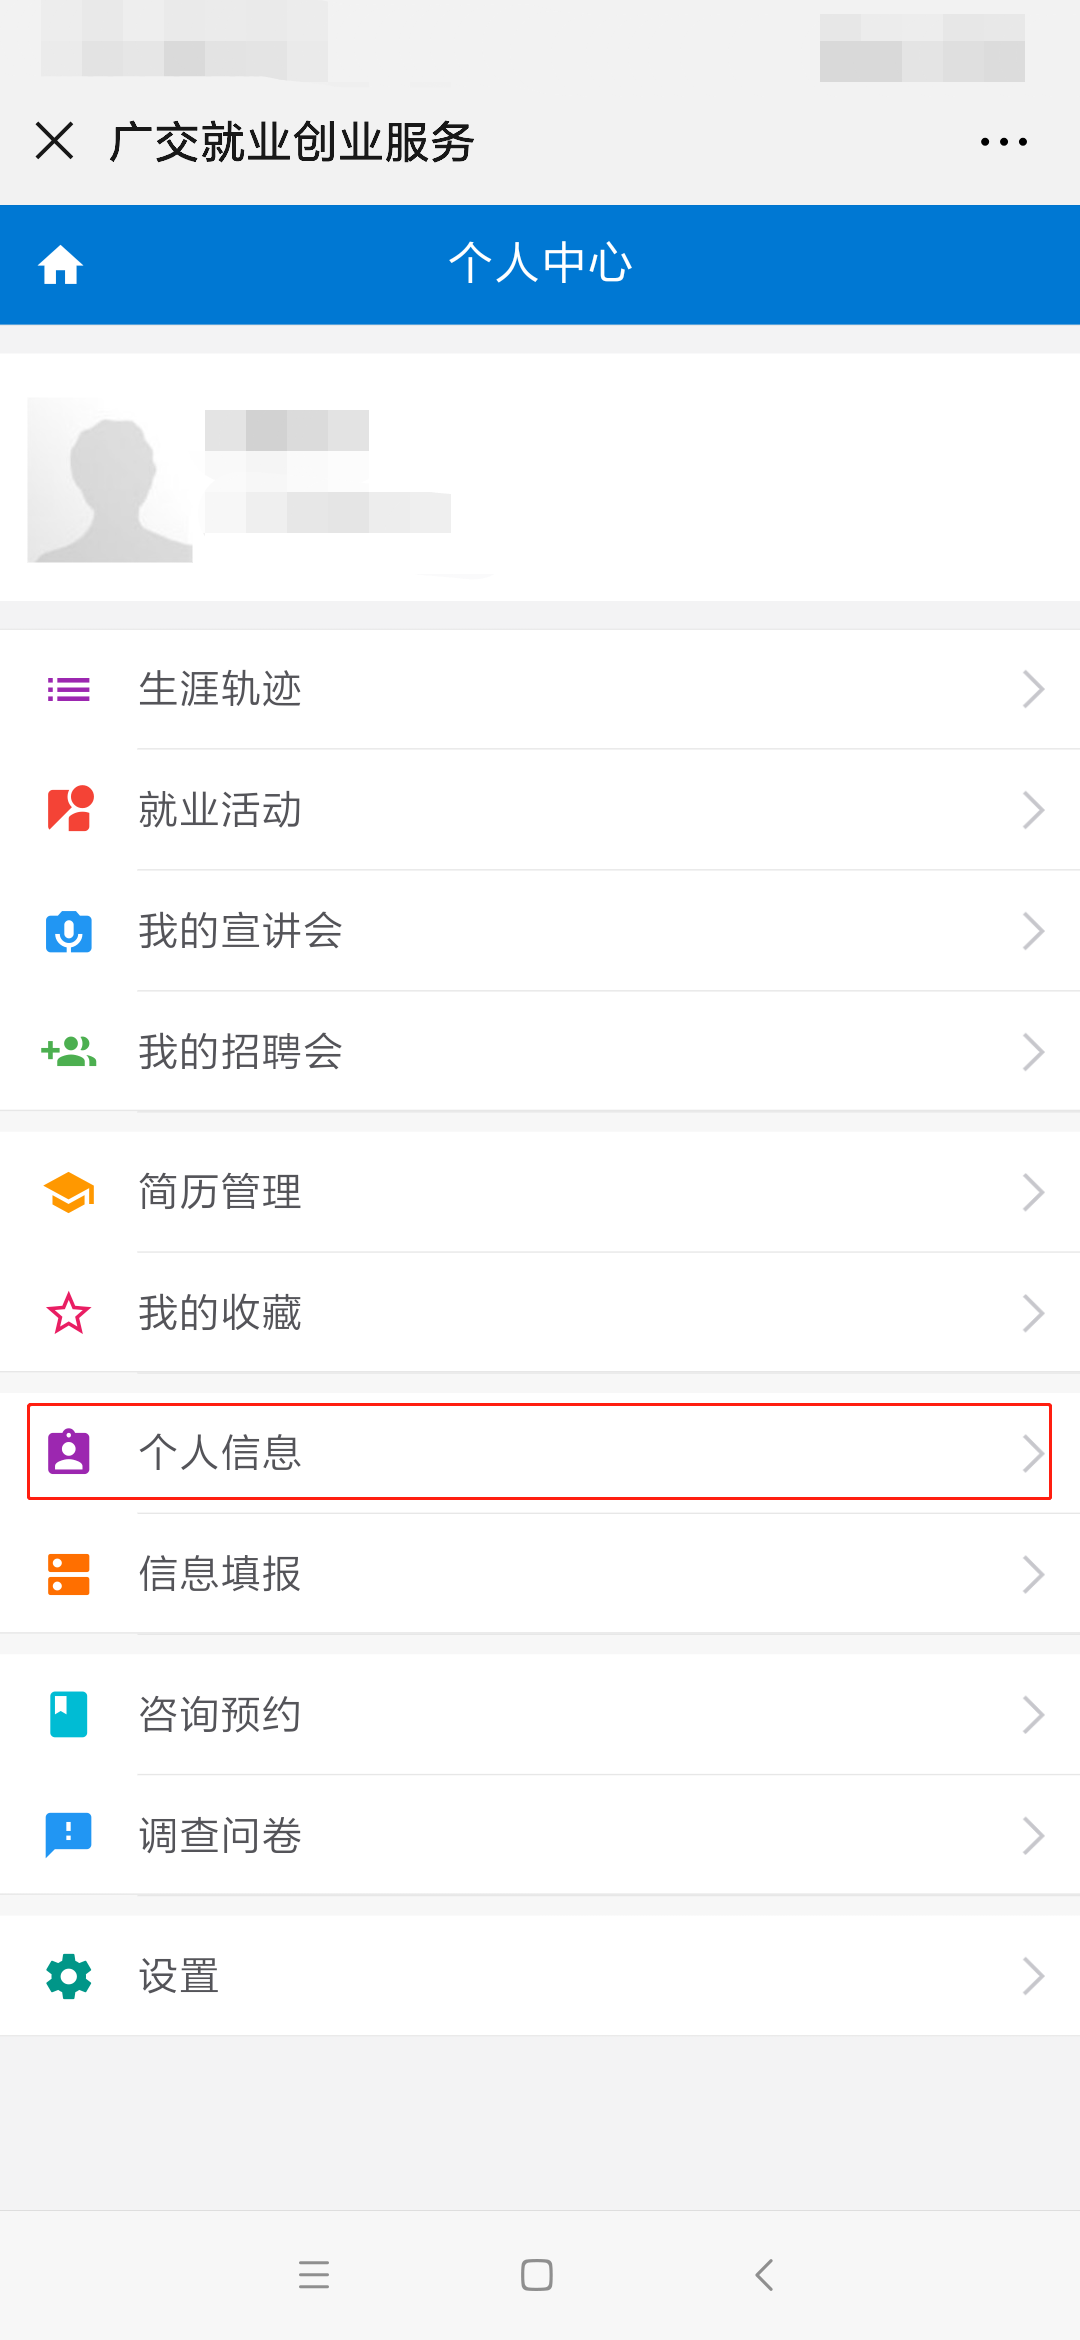 广交就业创业服务
个人中心
生涯轨迹
就业活动
我的宣讲会
我的招聘会
简历管理
我的收藏
个人信息
信息填报
咨询预约
调查问卷
设置